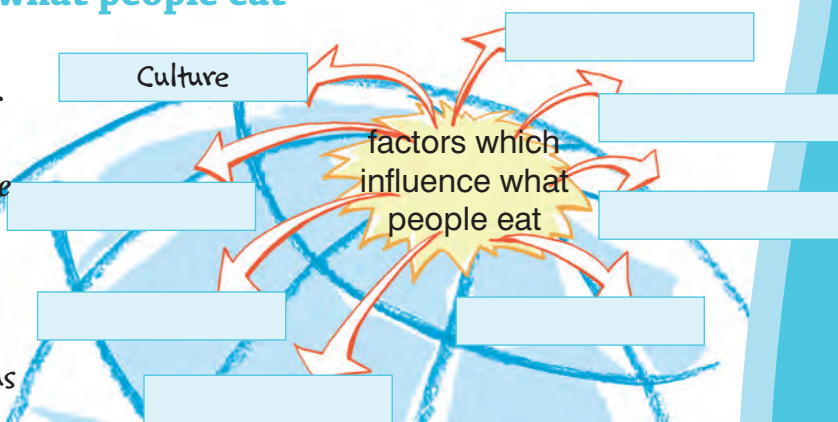 what people eat
Culture
factors which
influence what
people eat